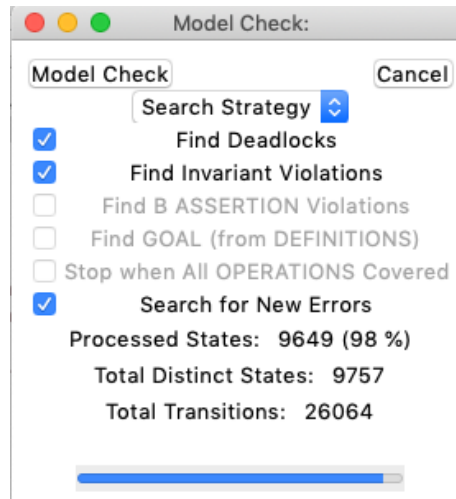 Model Check:
Model Check Cancel
Search Strategy
Find Deadlocks
Find Invariant Violations
Find B ASSERTION Violations
Find GOAL (from DEFINITIONS)
Stop when All OPERATIONS Covered
Search for New Errors
Processed States: 9649 (98 %)
Total Distinct States: 9757
Total Transitions: 26064